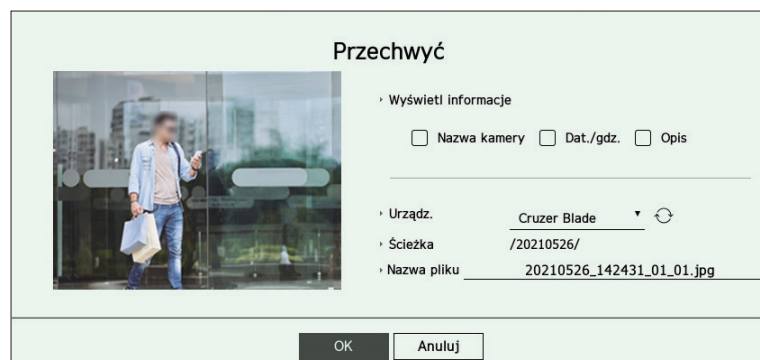 Przechwyć
Wyświetl informacje
Nazwa kamery Dat./gdz. Opis
Urządz. Cruzer Blade
Ścieżka /20210526/
Nazwa pliku 20210526_142431_01_01.jpg
OK Anuluj